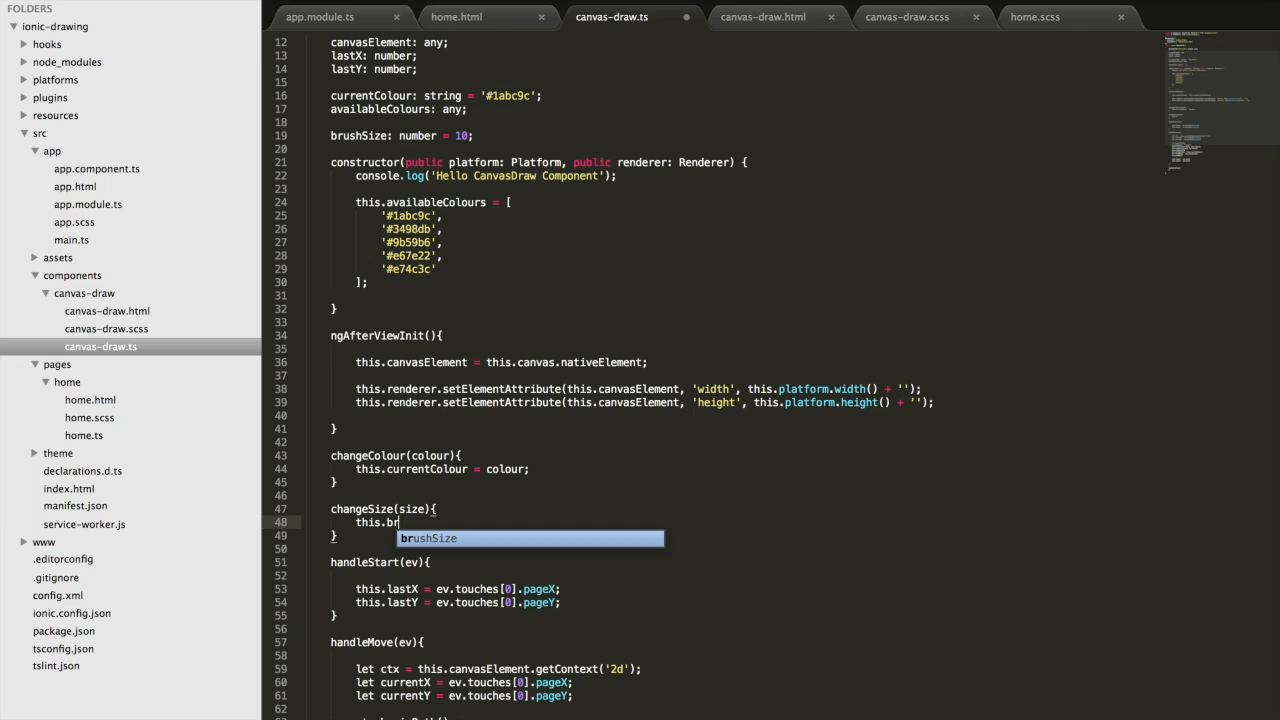 FOLDERS
ionic-drawing
hooks
node_modules
platforms
plugins
resources
src
app
app.component.ts
app.html
app.module.ts
app.scss
main.ts
assets
components
canvas-draw
canvas-draw.html
canvas-draw.scss
canvas-draw.ts
pages
home
home.html
home.scss
home.ts
theme
declarations.d.ts
index.html
manifest.json
service-worker.js
www
.editorconfig
.gitignore
config.xml
ionic.config.json
package.json
tsconfig.json
tslint.json
app.module.ts × home.html × canvas-draw.ts canvas-draw.html × canvas-draw.scss × home.scss ×
12 canvasElement: any;
13 lastX: number;
14 lastY: number;
15
16 currentColour: string = '#1abc9c';
17 availableColours: any;
18
19 brushSize: number = 10;
20
21 constructor(public platform: Platform, public renderer: Renderer) {
22 console.log('Hello CanvasDraw Component');
23
24 this.availableColours = [
25 '#1abc9c',
26 '#3498db',
27 '#9b59b6',
28 '#e67e22',
29 '#e74c3c'
30 ];
31
32 }
33
34 ngAfterViewInit(){
35
36 this.canvasElement = this.canvas.nativeElement;
37
38 this.renderer.setElementAttribute(this.canvasElement, 'width', this.platform.width() + '');
39 this.renderer.setElementAttribute(this.canvasElement, 'height', this.platform.height() + '');
40
41 }
42
43 changeColour(colour){
44 this.currentColour = colour;
45 }
46
47 changeSize(size){
48 this.br
49 }
brushSize
50
51 handleStart(ev){
52
53 this.lastX = ev.touches[0].pageX;
54 this.lastY = ev.touches[0].pageY;
55 }
56
57 handleMove(ev){
58
59 let ctx = this.canvasElement.getContext('2d');
60 let currentX = ev.touches[0].pageX;
61 let currentY = ev.touches[0].pageY;
62